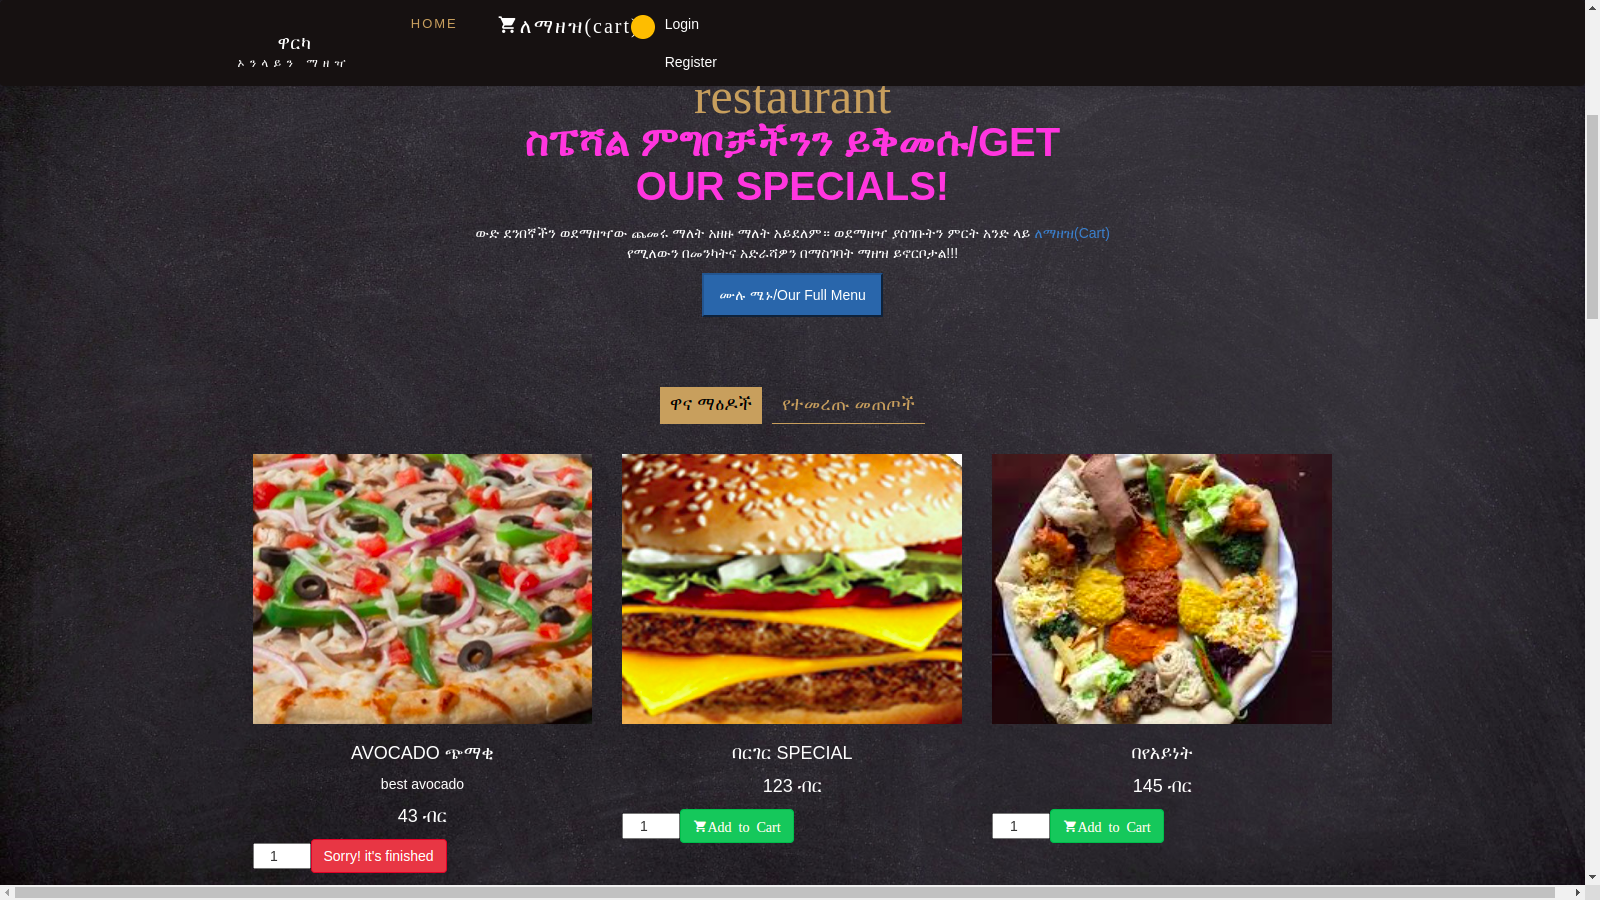 HOME
ለማዘዝ(cart)
Login
ዋርካ
ኦንላይን ማዘዣ
Register
restaurant
ስፔሻል ምግቦቻችንን ይቅመሱ/GET
OUR SPECIALS!
ውድ ደንበኛችን ወደማዘዣው ጨመሩ ማለት አዘዙ ማለት አይደለም። ወደማዘዣ ያስገቡትን ምርት አንድ ላይ ለማዘዝ(Cart)
የሚለውን በመንካትና አድራሻዎን በማስገባት ማዘዝ ይኖርቦታል!!!
ሙሉ ሜኑ/Our Full Menu
ዋና ማዕዶች
የተመረጡ መጠጦች
AVOCADO ጭማቂ
best avocado
43 ብር
1
Sorry! it's finished
በርገር SPECIAL
123 ብር
1
Add to Cart
በየአይነት
145 ብር
1
Add to Cart